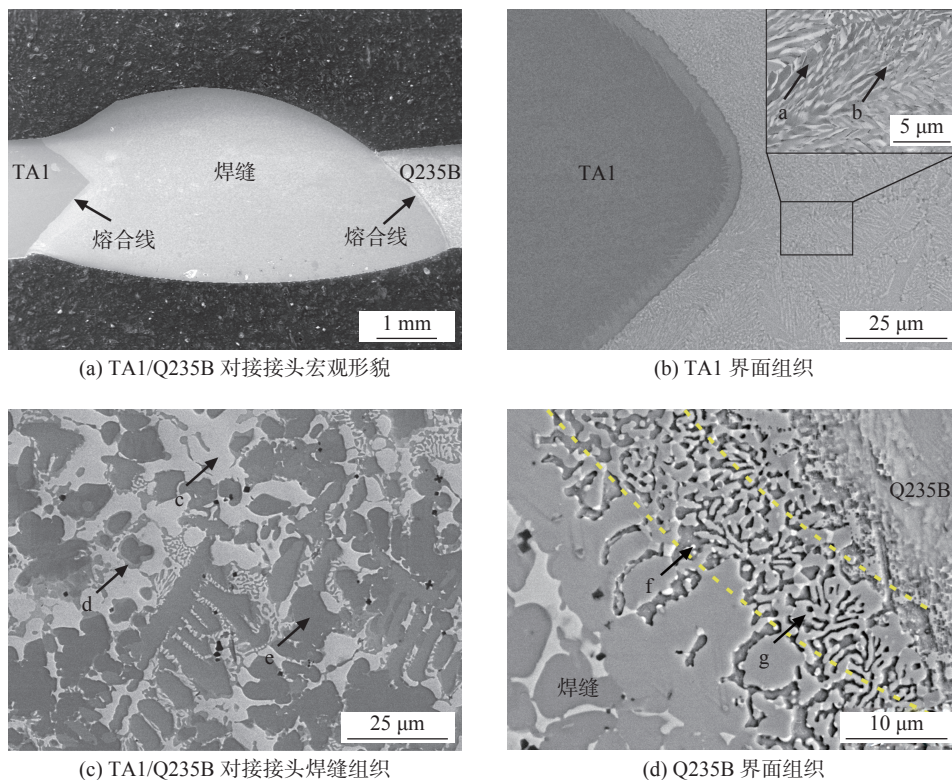 TA1
焊缝
Q235B
熔合线
熔合线
1 mm
(a) TA1/Q235B 对接接头宏观形貌
a
b
5 μm
TA1
25 μm
(b) TA1 界面组织
c
d
e
25 μm
(c) TA1/Q235B 对接接头焊缝组织
Q235B
f
g
焊缝
10 μm
(d) Q235B 界面组织